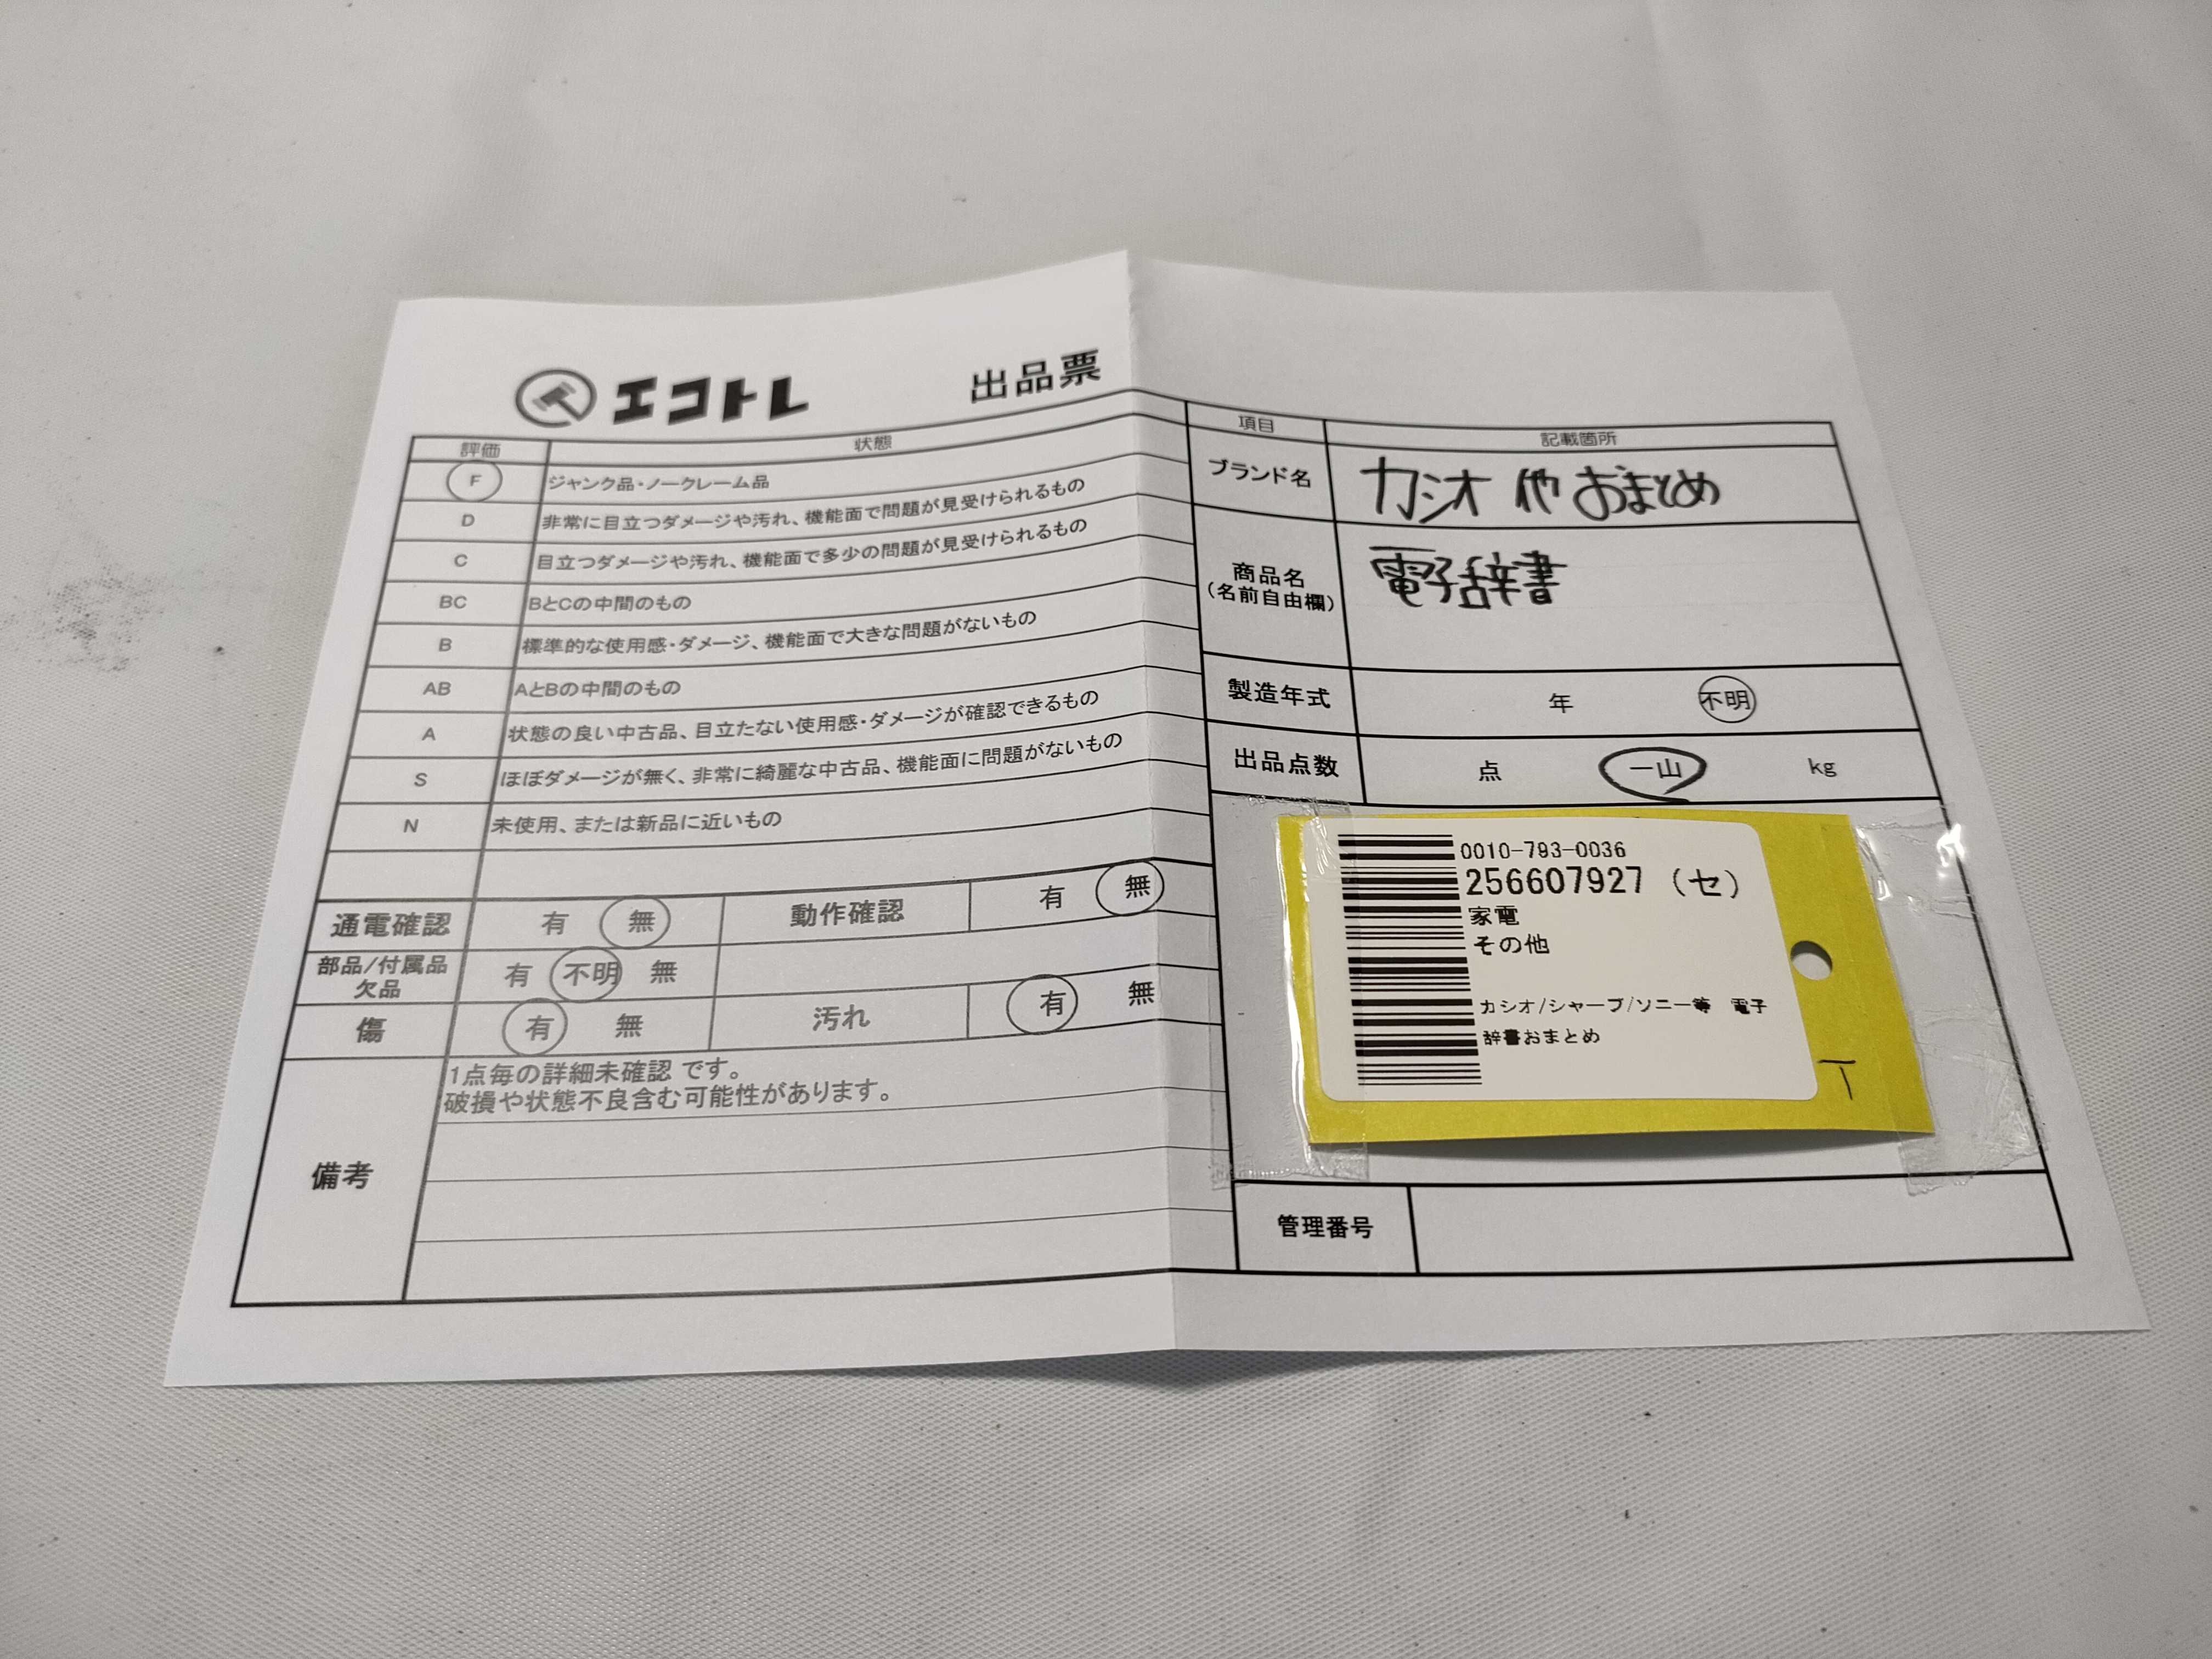 エコトレ 出品票
評価 状態
F ジャンク品・ノークレーム品
D 非常に目立つダメージや汚れ、機能面で問題が見受けられるもの
C 目立つダメージや汚れ、機能面で多少の問題が見受けられるもの
BC BとCの中間のもの
B 標準的な使用感・ダメージ、機能面で大きな問題がないもの
AB AとBの中間のもの
A 状態の良い中古品、目立たない使用感・ダメージが確認できるもの
S ほぼダメージが無く、非常に綺麗な中古品、機能面に問題がないもの
N 未使用、または新品に近いもの
通電確認 有 無 動作確認 有 無
部品/付属品
欠品 有 不明 無
傷 有 無 汚れ 有 無
備考
1点毎の詳細未確認 です。
破損や状態不良含む可能性があります。
項目 記載箇所
ブランド名 カシオ 他 おまとめ
商品名
(名前自由欄)
電子辞書
製造年式 年 不明
出品点数 点 一山 kg
0010-793-0036
256607927 (セ)
家電
その他
カシオ/シャープ/ソニー等 電子
辞書おまとめ
管理番号